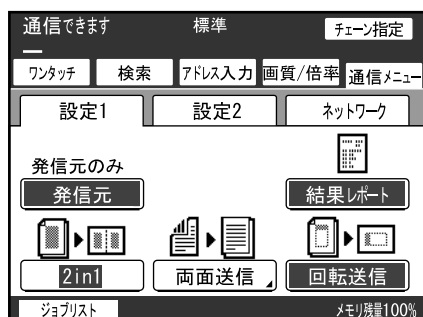 通信できます 標準 チェーン指定
ワンタッチ 検索 アドレス入力 画質/倍率 通信メニュー
設定1 設定2 ネットワーク
発信元のみ
発信元 結果レポート
2in1 両面送信 回転送信
ジョブリスト メモリ残量100%